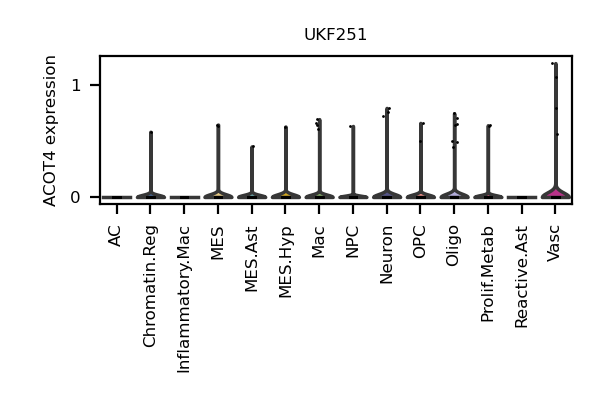 UKF251
ACOT4 expression
1
0
AC
Chromatin.Reg
Inflammatory.Mac
MES
MES.Ast
MES.Hyp
Mac
NPC
Neuron
OPC
Oligo
Prolif.Metab
Reactive.Ast
Vasc